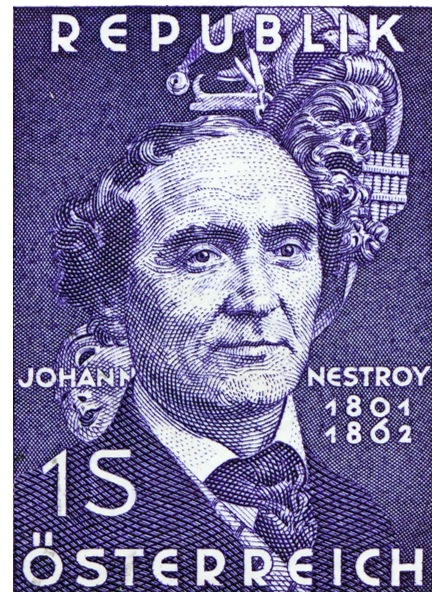 REPUBLIK
JOHANN NESTROY
1801
1862
1S
ÖSTERREICH